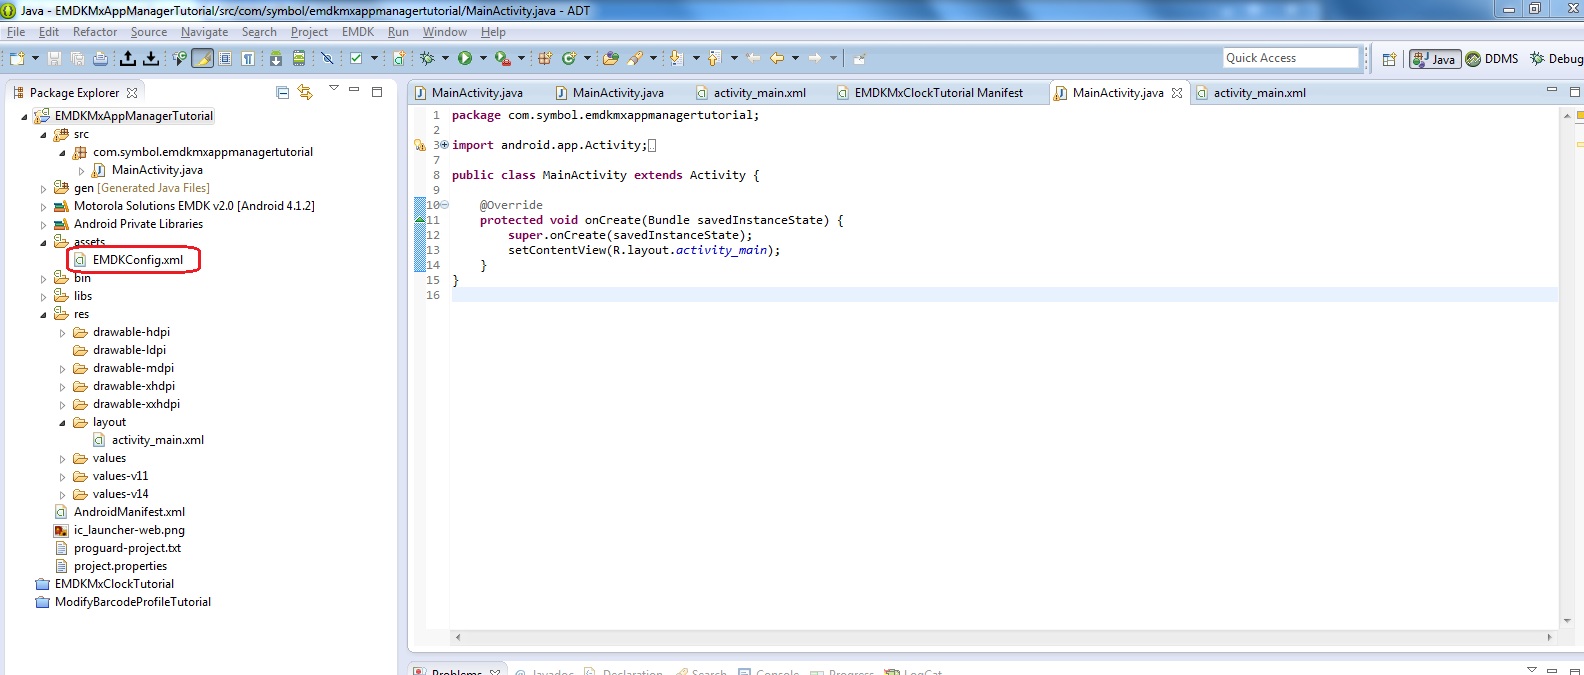 Java - EMDKMxAppManagerTutorial/src/com/symbol/emdkmxappmanagertutorial/MainActivity.java - ADT
File Edit Refactor Source Navigate Search Project EMDK Run Window Help
Quick Access
Java
DDMS
Debug
Package Explorer
EMDKMxAppManagerTutorial
src
com.symbol.emdkmxappmanagertutorial
MainActivity.java
gen [Generated Java Files]
Motorola Solutions EMDK v2.0 [Android 4.1.2]
Android Private Libraries
assets
EMDKConfig.xml
bin
libs
res
drawable-hdpi
drawable-ldpi
drawable-mdpi
drawable-xhdpi
drawable-xxhdpi
layout
activity_main.xml
values
values-v11
values-v14
AndroidManifest.xml
ic_launcher-web.png
proguard-project.txt
project.properties
EMDKMxClockTutorial
ModifyBarcodeProfileTutorial
MainActivity.java MainActivity.java activity_main.xml EMDKMxClockTutorial Manifest MainActivity.java activity_main.xml
1 package com.symbol.emdkmxappmanagertutorial;
2
3 import android.app.Activity;
7
8 public class MainActivity extends Activity {
9
10 @Override
11 protected void onCreate(Bundle savedInstanceState) {
12 super.onCreate(savedInstanceState);
13 setContentView(R.layout.activity_main);
14 }
15 }
16
Problems Javadoc Declaration Search Console Progress LogCat